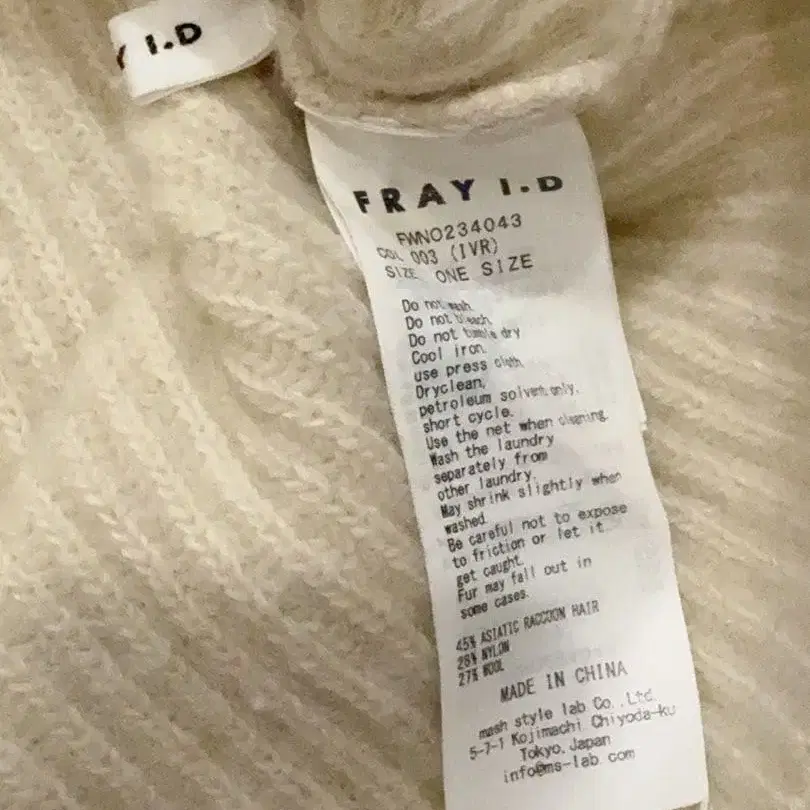 Y I.D
FRAY I.D
FWNO234043
COL 003 (IVR)
SIZE ONE SIZE
Do not wash.
Do not bleach.
Do not tumble dry
Cool iron.
use press cloth
Dryclean,
petroleum solvent only,
short cycle.
Use the net when cleaning.
Wash the laundry
separately from
other laundry.
May shrink slightly when
washed.
Be careful not to expose
to friction or let it
get caught.
Fur may fall out in
some cases.
45% ASIATIC RACCOON HAIR
28% NYLON
27% WOOL
MADE IN CHINA
mash style lab Co.,Ltd.
5-7-1 Kojimachi Chiyoda-ku
Tokyo,Japan
info@ms-lab.com